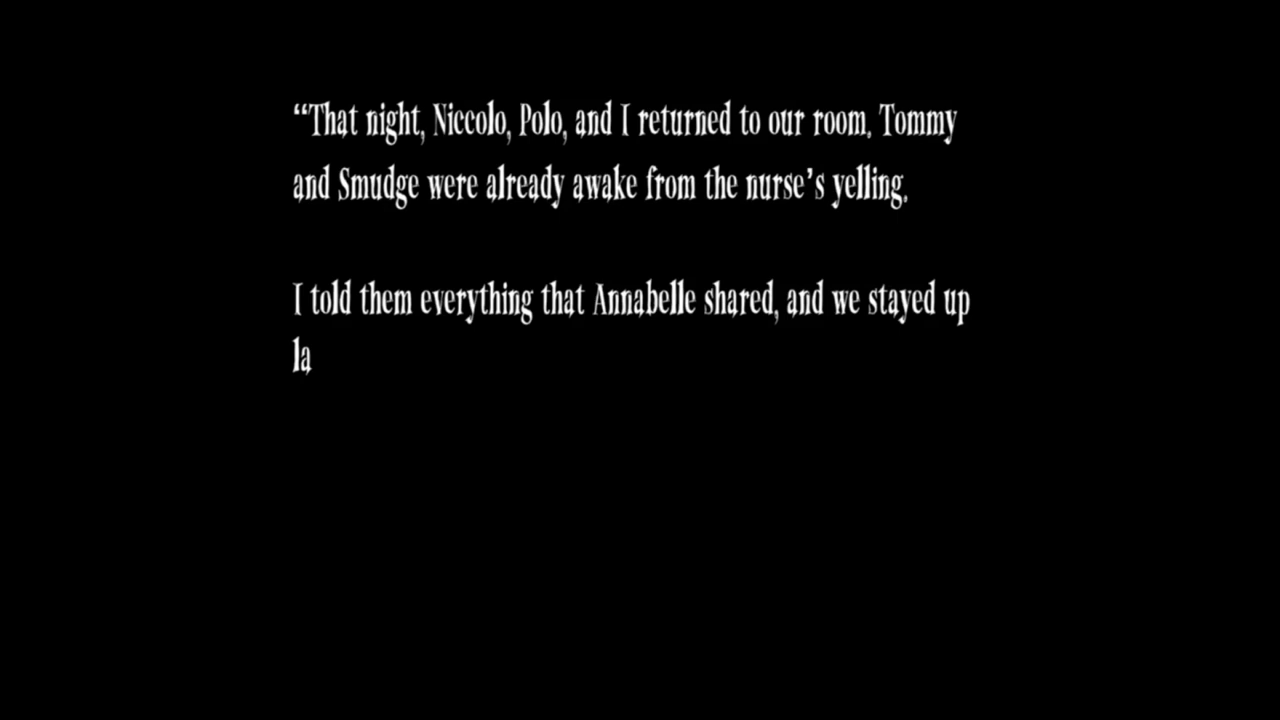 “That night, Niccolo, Polo, and I returned to our room. Tommy
and Smudge were already awake from the nurse’s yelling.
I told them everything that Annabelle shared, and we stayed up
la